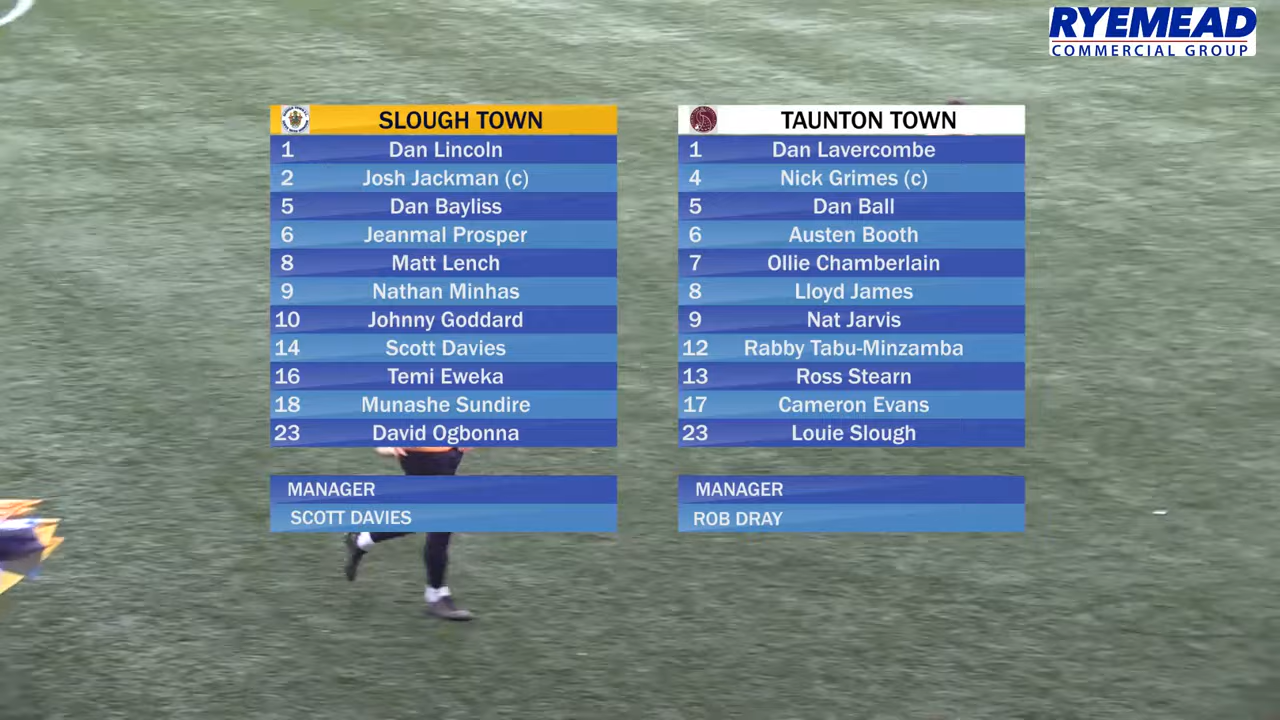 RYEMEAD
COMMERCIAL GROUP
SLOUGH TOWN
1 Dan Lincoln
2 Josh Jackman (c)
5 Dan Bayliss
6 Jeanmal Prosper
8 Matt Lench
9 Nathan Minhas
10 Johnny Goddard
14 Scott Davies
16 Temi Eweka
18 Munashe Sundire
23 David Ogbonna
MANAGER
SCOTT DAVIES
TAUNTON TOWN
1 Dan Lavercombe
4 Nick Grimes (c)
5 Dan Ball
6 Austen Booth
7 Ollie Chamberlain
8 Lloyd James
9 Nat Jarvis
12 Rabby Tabu-Minzamba
13 Ross Stearn
17 Cameron Evans
23 Louie Slough
MANAGER
ROB DRAY